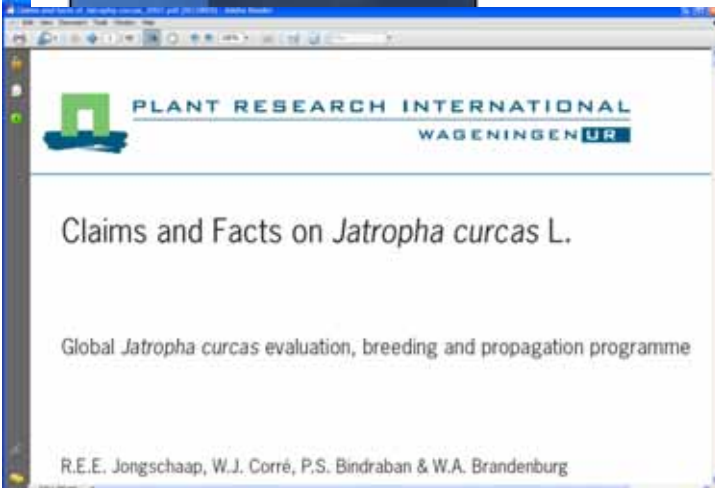 PLANT RESEARCH INTERNATIONAL
WAGENINGEN UR
Claims and Facts on Jatropha curcas L.
Global Jatropha curcas evaluation, breeding and propagation programme
R.E.E. Jongschaap, W.J. Corré, P.S. Bindraban & W.A. Brandenburg